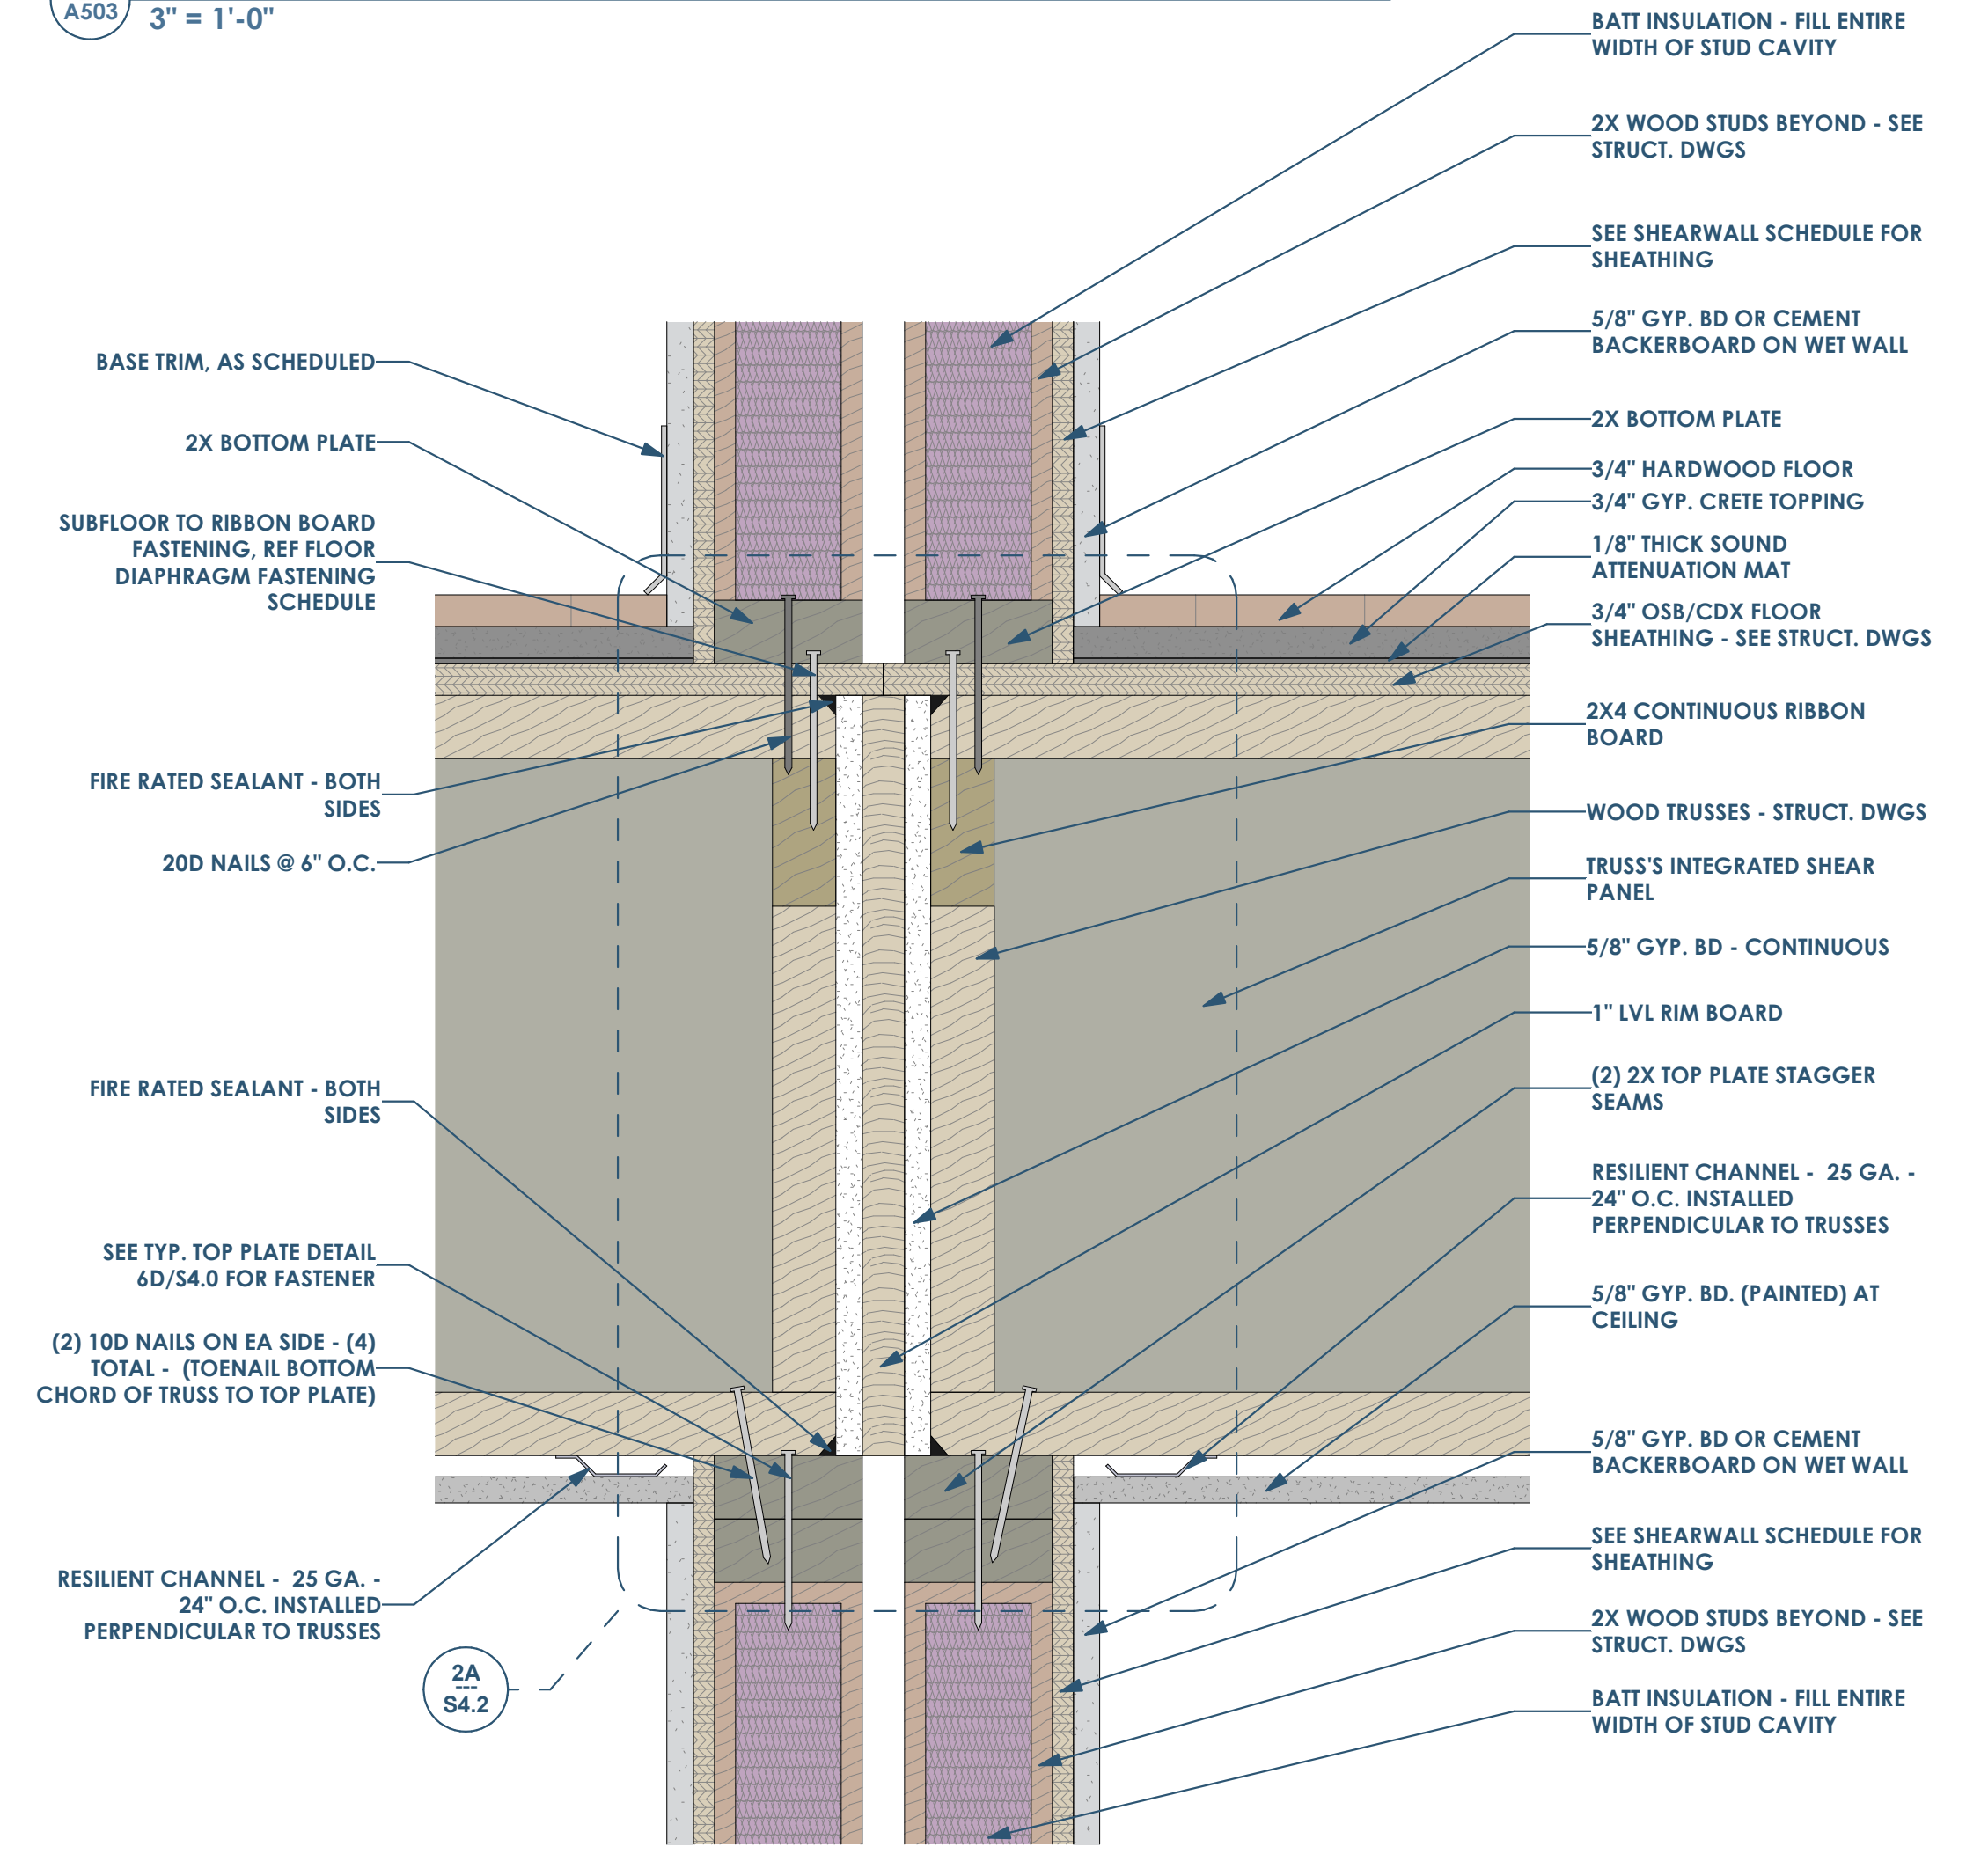 A503
3" = 1'-0"
BASE TRIM, AS SCHEDULED
2X BOTTOM PLATE
SUBFLOOR TO RIBBON BOARD
FASTENING, REF FLOOR
DIAPHRAGM FASTENING
SCHEDULE
FIRE RATED SEALANT - BOTH
SIDES
20D NAILS @ 6" O.C.
FIRE RATED SEALANT - BOTH
SIDES
SEE TYP. TOP PLATE DETAIL
6D/S4.0 FOR FASTENER
(2) 10D NAILS ON EA SIDE - (4)
TOTAL -  (TOENAIL BOTTOM
CHORD OF TRUSS TO TOP PLATE)
RESILIENT CHANNEL -  25 GA. -
24" O.C. INSTALLED
PERPENDICULAR TO TRUSSES
2A
---
S4.2
BATT INSULATION - FILL ENTIRE
WIDTH OF STUD CAVITY
2X WOOD STUDS BEYOND - SEE
STRUCT. DWGS
SEE SHEARWALL SCHEDULE FOR
SHEATHING
5/8" GYP. BD OR CEMENT
BACKERBOARD ON WET WALL
2X BOTTOM PLATE
3/4" HARDWOOD FLOOR
3/4" GYP. CRETE TOPPING
1/8" THICK SOUND
ATTENUATION MAT
3/4" OSB/CDX FLOOR
SHEATHING - SEE STRUCT. DWGS
2X4 CONTINUOUS RIBBON
BOARD
WOOD TRUSSES - STRUCT. DWGS
TRUSS'S INTEGRATED SHEAR
PANEL
5/8" GYP. BD - CONTINUOUS
1" LVL RIM BOARD
(2) 2X TOP PLATE STAGGER
SEAMS
RESILIENT CHANNEL -  25 GA. -
24" O.C. INSTALLED
PERPENDICULAR TO TRUSSES
5/8" GYP. BD. (PAINTED) AT
CEILING
5/8" GYP. BD OR CEMENT
BACKERBOARD ON WET WALL
SEE SHEARWALL SCHEDULE FOR
SHEATHING
2X WOOD STUDS BEYOND - SEE
STRUCT. DWGS
BATT INSULATION - FILL ENTIRE
WIDTH OF STUD CAVITY